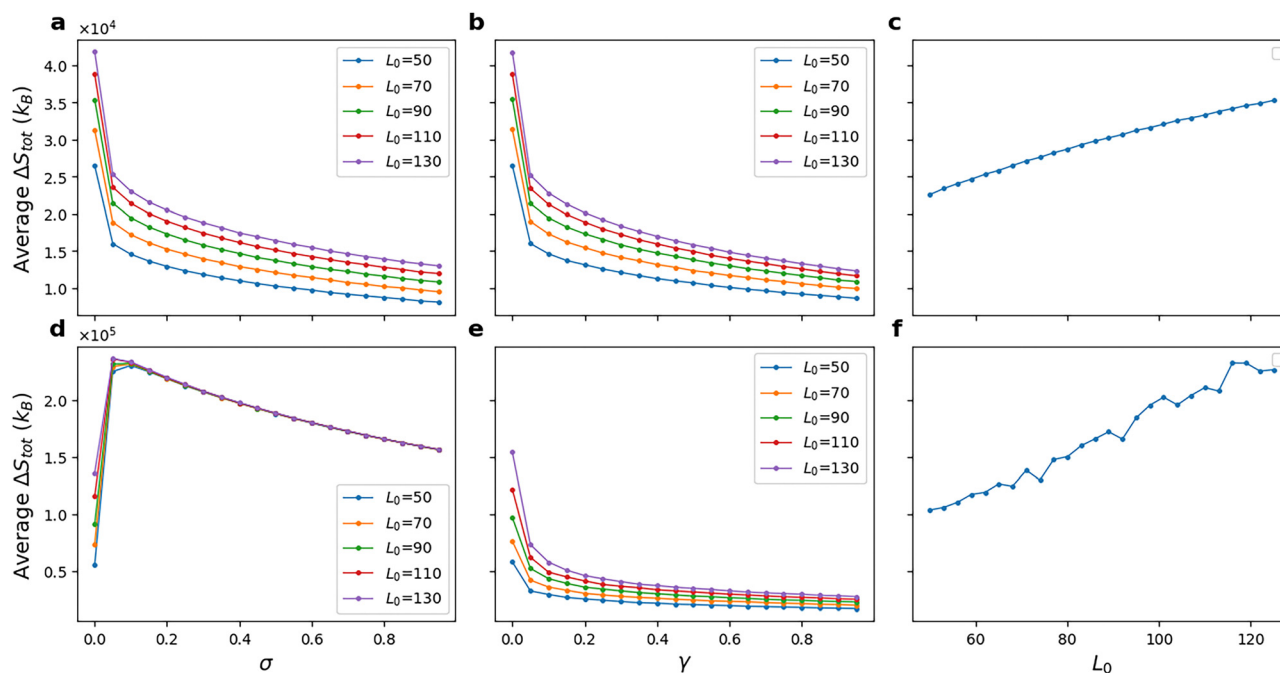 a
×10⁴
Average ΔS_tot (k_B)
4.0
3.5
3.0
2.5
2.0
1.5
1.0
L₀=50
L₀=70
L₀=90
L₀=110
L₀=130
b
L₀=50
L₀=70
L₀=90
L₀=110
L₀=130
c
d
×10⁵
Average ΔS_tot (k_B)
2.0
1.5
1.0
0.5
L₀=50
L₀=70
L₀=90
L₀=110
L₀=130
0.0 0.2 0.4 0.6 0.8
σ
e
L₀=50
L₀=70
L₀=90
L₀=110
L₀=130
0.0 0.2 0.4 0.6 0.8
γ
f
60 80 100 120
L₀